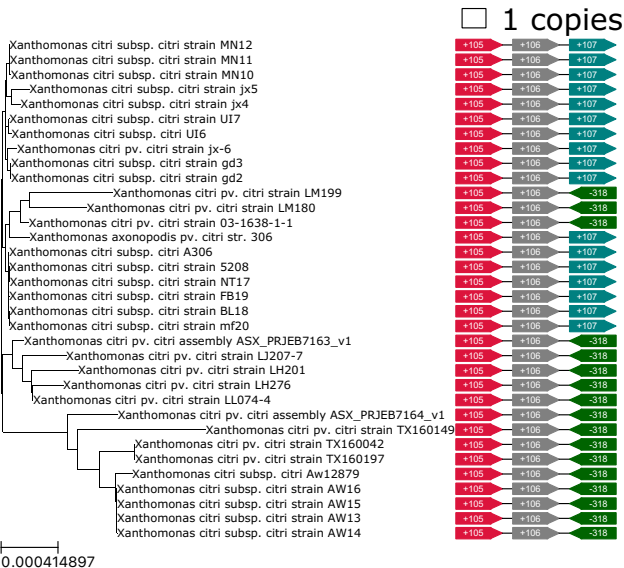 1 copies
Xanthomonas citri subsp. citri strain MN12 +105 +106 +107
Xanthomonas citri subsp. citri strain MN11 +105 +106 +107
Xanthomonas citri subsp. citri strain MN10 +105 +106 +107
Xanthomonas citri subsp. citri strain jx5 +105 +106 +107
Xanthomonas citri subsp. citri strain jx4 +105 +106 +107
Xanthomonas citri subsp. citri strain UI7 +105 +106 +107
Xanthomonas citri subsp. citri UI6 +105 +106 +107
Xanthomonas citri pv. citri strain jx-6 +105 +106 +107
Xanthomonas citri subsp. citri strain gd3 +105 +106 +107
Xanthomonas citri subsp. citri strain gd2 +105 +106 +107
Xanthomonas citri pv. citri strain LM199 +105 +106 -318
Xanthomonas citri pv. citri strain LM180 +105 +106 -318
Xanthomonas citri pv. citri strain 03-1638-1-1 +105 +106 -318
Xanthomonas axonopodis pv. citri str. 306 +105 +106 +107
Xanthomonas citri subsp. citri A306 +105 +106 +107
Xanthomonas citri subsp. citri strain 5208 +105 +106 +107
Xanthomonas citri subsp. citri strain NT17 +105 +106 +107
Xanthomonas citri subsp. citri strain FB19 +105 +106 +107
Xanthomonas citri subsp. citri strain BL18 +105 +106 +107
Xanthomonas citri subsp. citri strain mf20 +105 +106 +107
Xanthomonas citri pv. citri assembly ASX_PRJEB7163_v1 +105 +106 -318
Xanthomonas citri pv. citri strain LJ207-7 +105 +106 -318
Xanthomonas citri pv. citri strain LH201 +105 +106 -318
Xanthomonas citri pv. citri strain LH276 +105 +106 -318
Xanthomonas citri pv. citri strain LL074-4 +105 +106 -318
Xanthomonas citri pv. citri assembly ASX_PRJEB7164_v1 +105 +106 -318
Xanthomonas citri pv. citri strain TX160149 +105 +106 -318
Xanthomonas citri pv. citri strain TX160042 +105 +106 -318
Xanthomonas citri pv. citri strain TX160197 +105 +106 -318
Xanthomonas citri subsp. citri Aw12879 +105 +106 -318
Xanthomonas citri subsp. citri strain AW16 +105 +106 -318
Xanthomonas citri subsp. citri strain AW15 +105 +106 -318
Xanthomonas citri subsp. citri strain AW13 +105 +106 -318
Xanthomonas citri subsp. citri strain AW14 +105 +106 -318
0.000414897